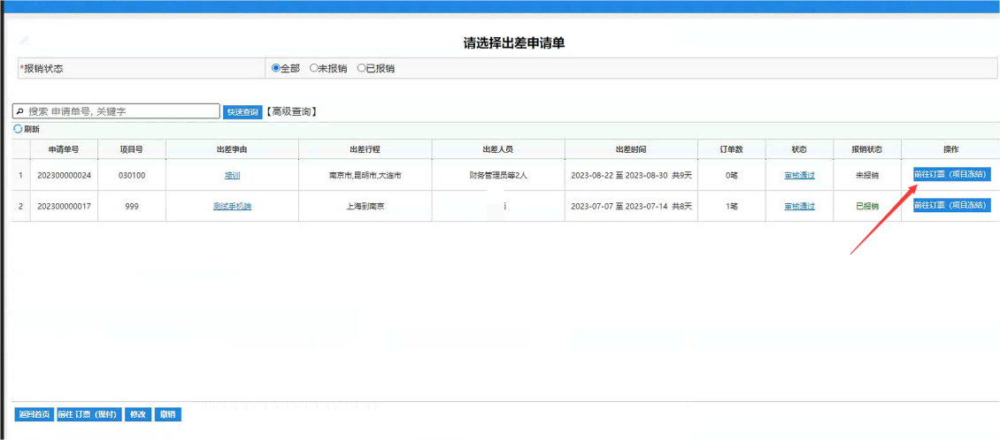 请选择出差申请单
*报销状态 全部 未报销 已报销
搜索 申请单号, 关键字 快速查询 【高级查询】
刷新
申请单号 项目号 出差事由 出差行程 出差人员 出差时间 订单数 状态 报销状态 操作
1 202300000024 030100 培训 南京市,昆明市,大连市 财务管理员等2人 2023-08-22 至 2023-08-30 共9天 0笔 审核通过 未报销 前往订票（项目冻结）
2 202300000017 999 测试手机端 上海到南京 2023-07-07 至 2023-07-14 共8天 1笔 审核通过 已报销 前往订票（项目冻结）
返回首页 前往 订票（现付） 修改 撤销